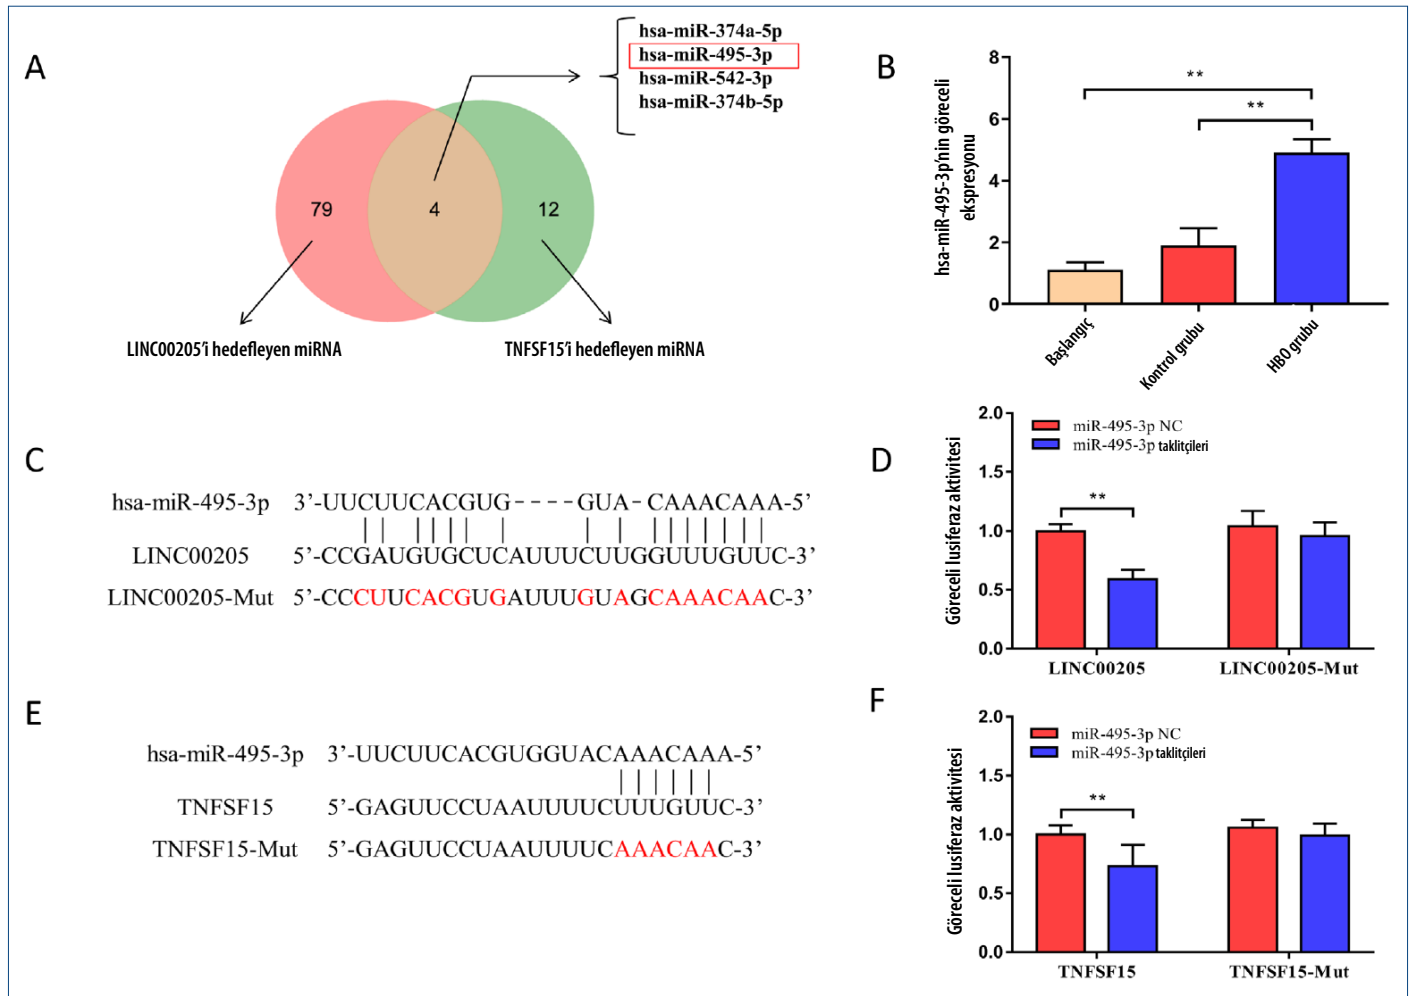 A
hsa-miR-374a-5p
hsa-miR-495-3p
hsa-miR-542-3p
hsa-miR-374b-5p
79
4
12
LINC00205'i hedefleyen miRNA
TNFSF15'i hedefleyen miRNA
B
hsa-miR-495-3p'nin göreceli
ekspresyonu
8
6
4
2
0
**
**
Başlangıç
Kontrol grubu
HBO grubu
C
hsa-miR-495-3p 3'-UUCUUCACGUG----GUA-CAAACAAA-5'
LINC00205 5'-CCGAUGUGCUCAUUUCUUGGUUUGUUC-3'
LINC00205-Mut 5'-CCCUUCACGUGAUUUGUAGCAAACAAC-3'
D
Göreceli lusiferaz aktivitesi
2.0
1.5
1.0
0.5
0.0
miR-495-3p NC
miR-495-3p taklitçileri
**
LINC00205
LINC00205-Mut
E
hsa-miR-495-3p 3'-UUCUUCACGUGGUACAAACAAA-5'
TNFSF15 5'-GAGUUCCUAAUUUUCUUUGUUC-3'
TNFSF15-Mut 5'-GAGUUCCUAAUUUUCAAACAAC-3'
F
Göreceli lusiferaz aktivitesi
2.0
1.5
1.0
0.5
0.0
miR-495-3p NC
miR-495-3p taklitçileri
**
TNFSF15
TNFSF15-Mut